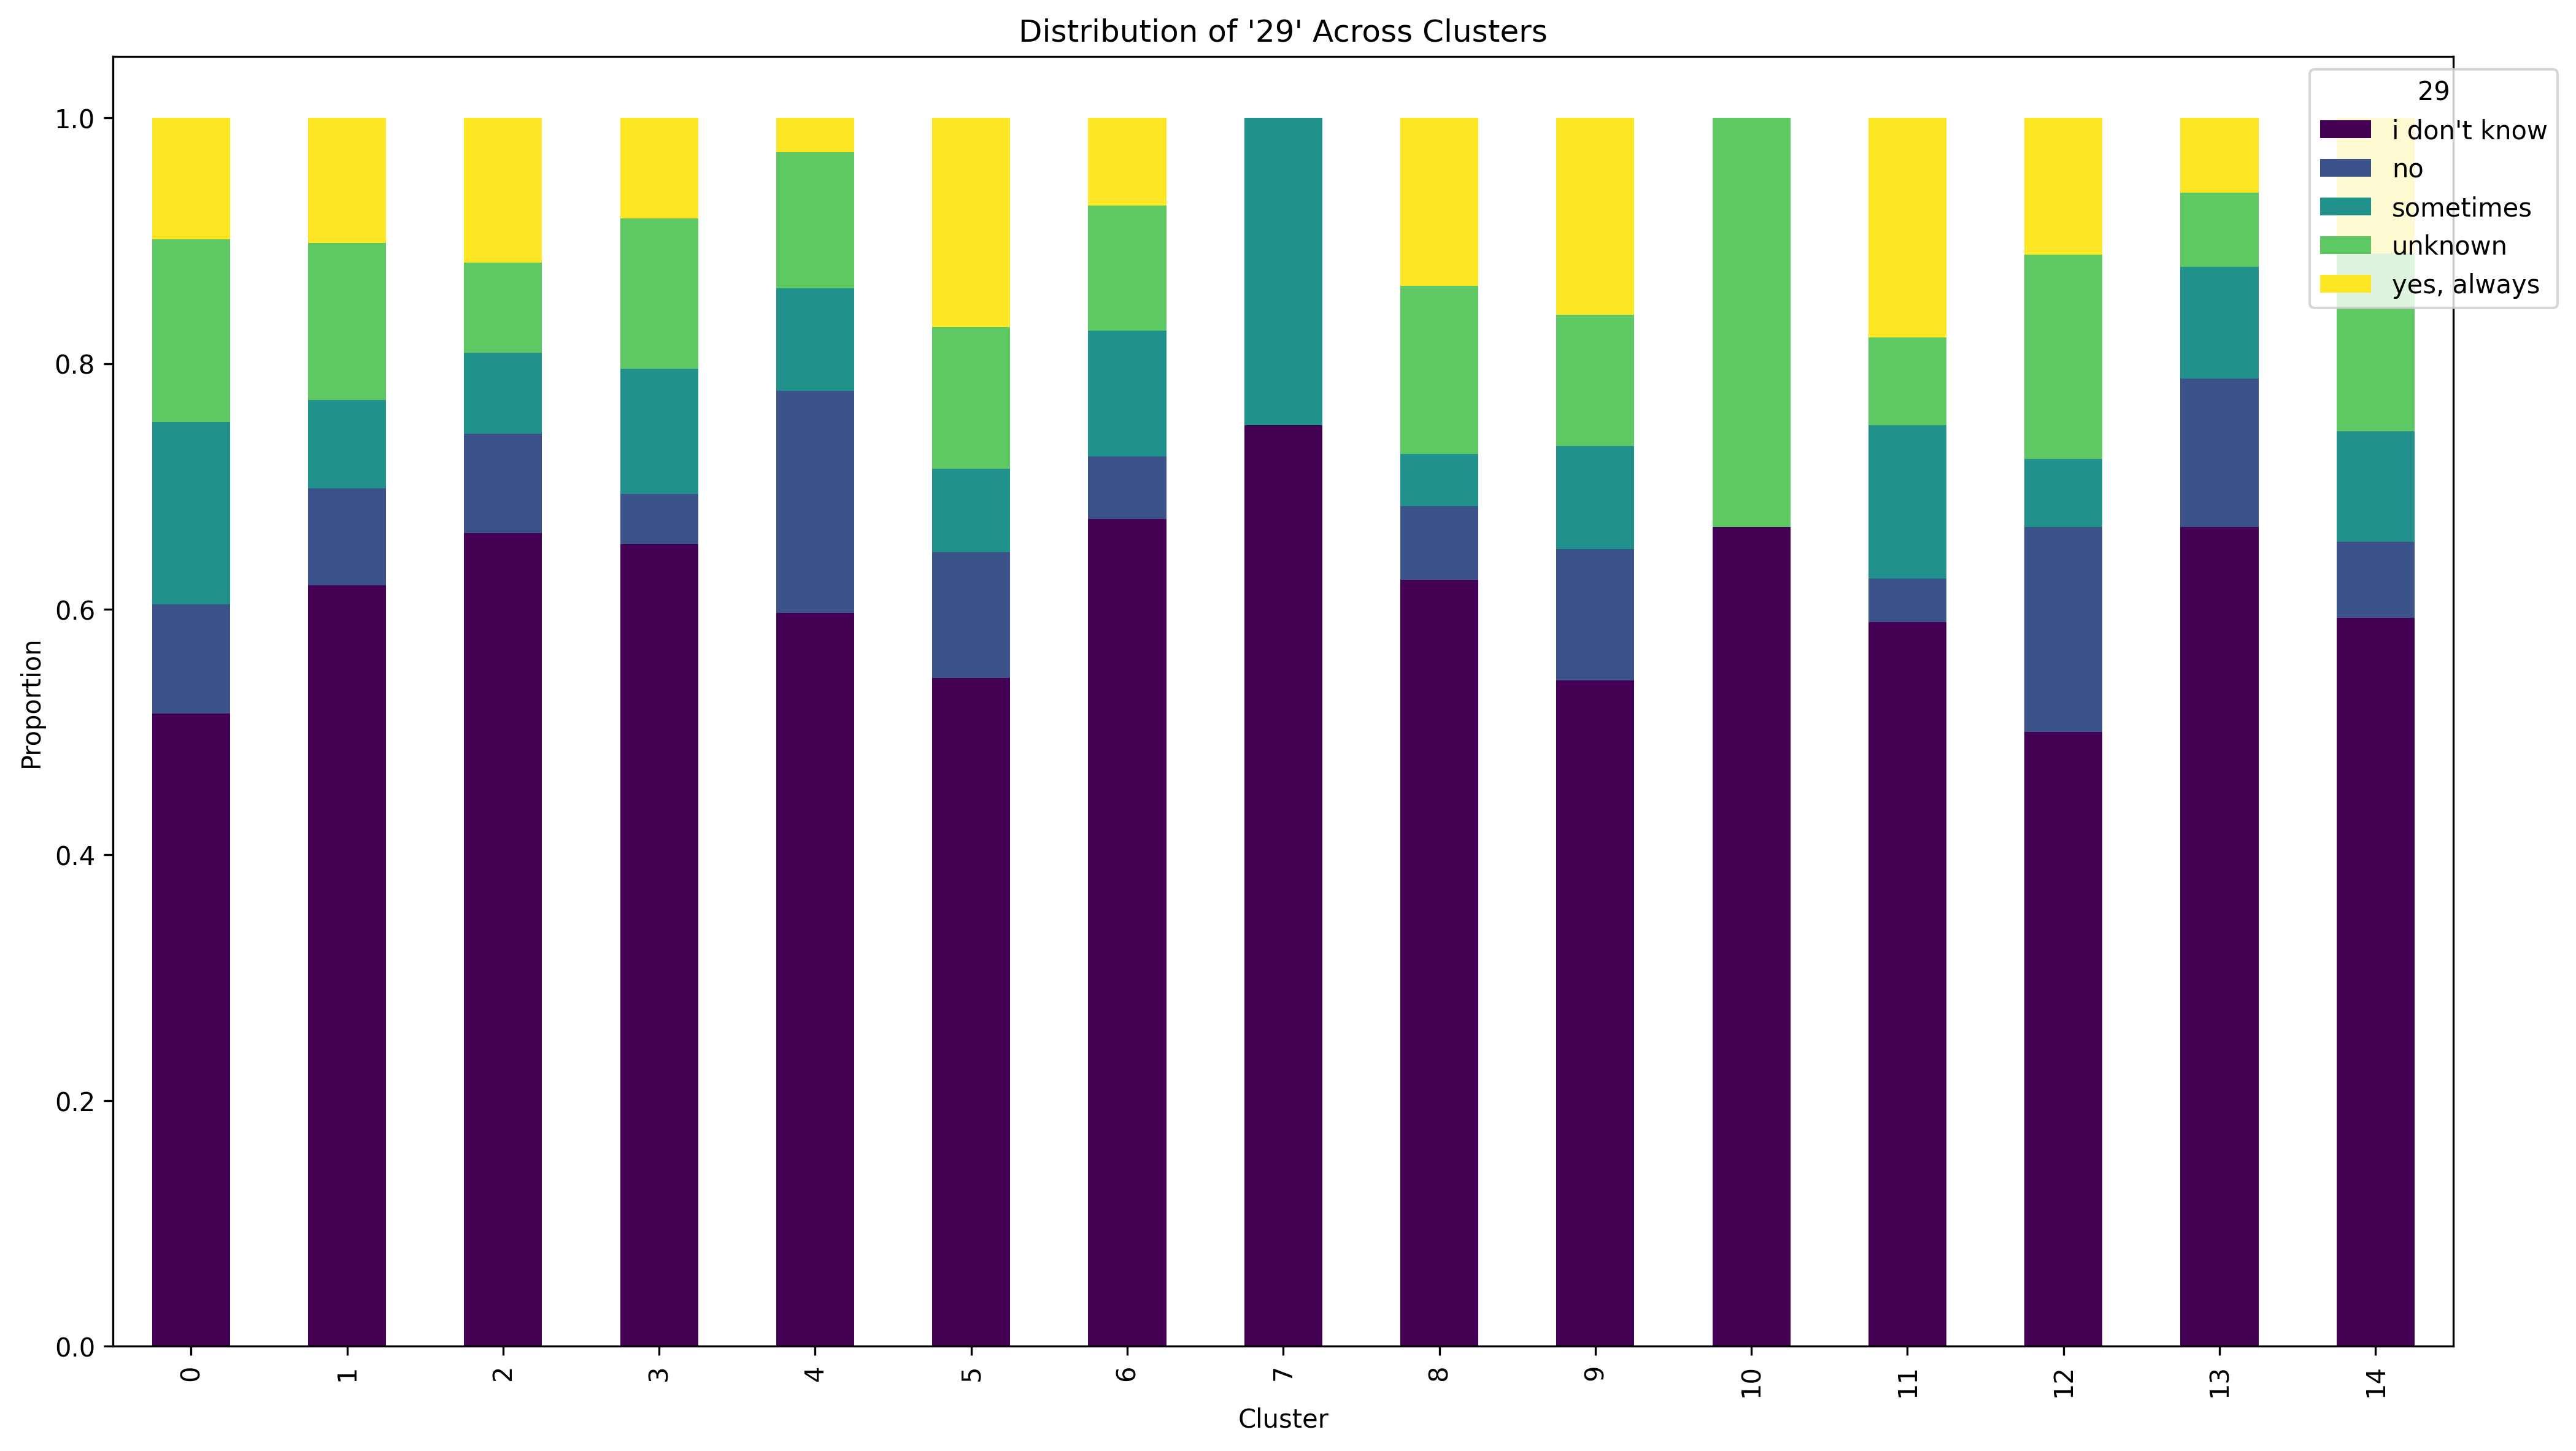 Distribution of '29' Across Clusters
29
i don't know
no
sometimes
unknown
yes, always
1.0
0.8
0.6
0.4
0.2
0.0
Proportion
0 1 2 3 4 5 6 7 8 9 10 11 12 13 14
Cluster